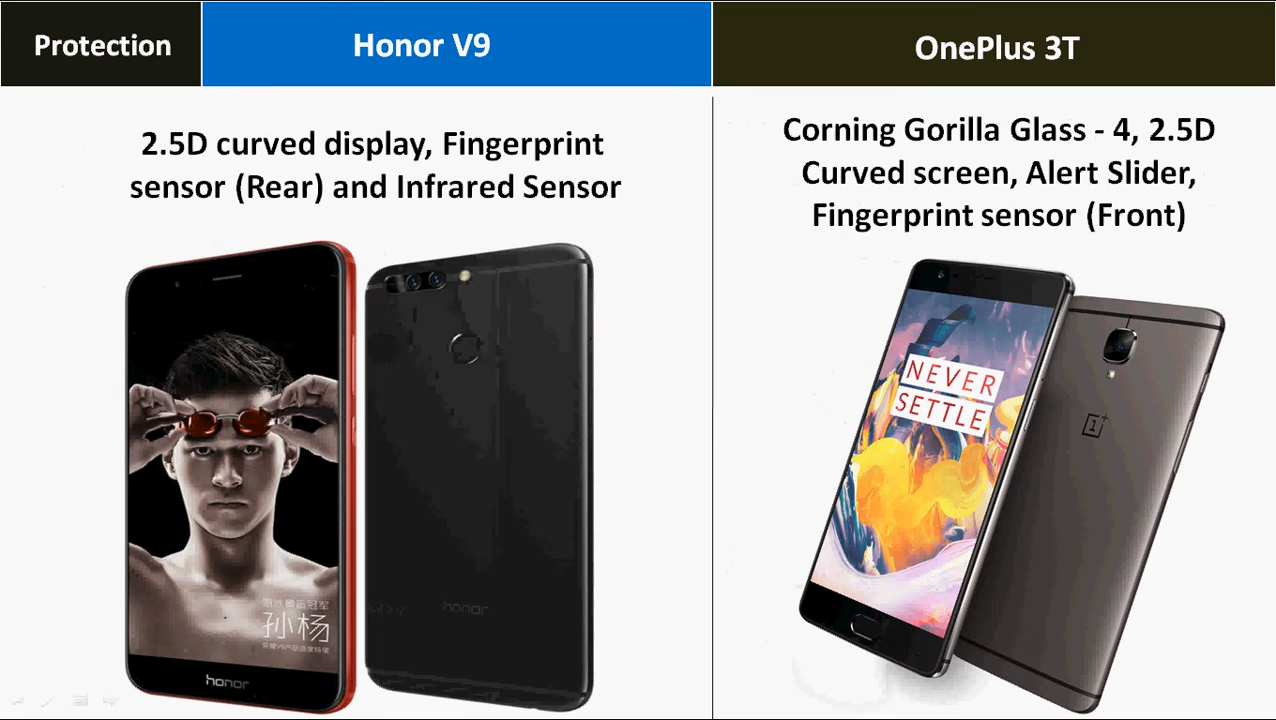 Protection
Honor V9
OnePlus 3T
2.5D curved display, Fingerprint
sensor (Rear) and Infrared Sensor
Corning Gorilla Glass - 4, 2.5D
Curved screen, Alert Slider,
Fingerprint sensor (Front)
NEVER
SETTLE
1+
孙杨
honor
honor